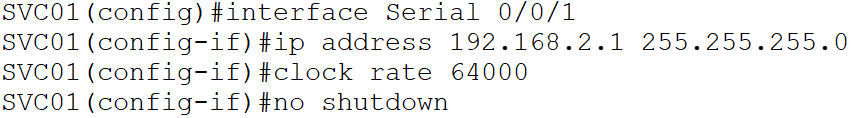 SVC01(config)#interface Serial 0/0/1
SVC01(config-if)#ip address 192.168.2.1 255.255.255.0
SVC01(config-if)#clock rate 64000
SVC01(config-if)#no shutdown